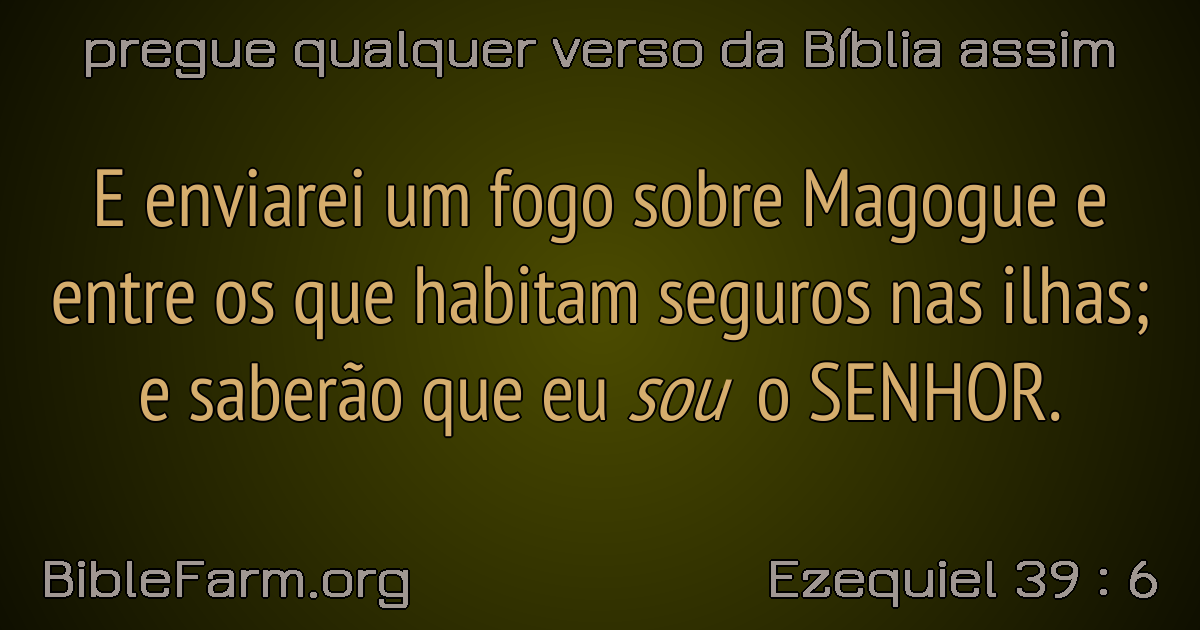 pregue qualquer verso da Bíblia assim
E enviarei um fogo sobre Magogue e
entre os que habitam seguros nas ilhas;
e saberão que eu sou o SENHOR.
BibleFarm.org
Ezequiel 39 : 6